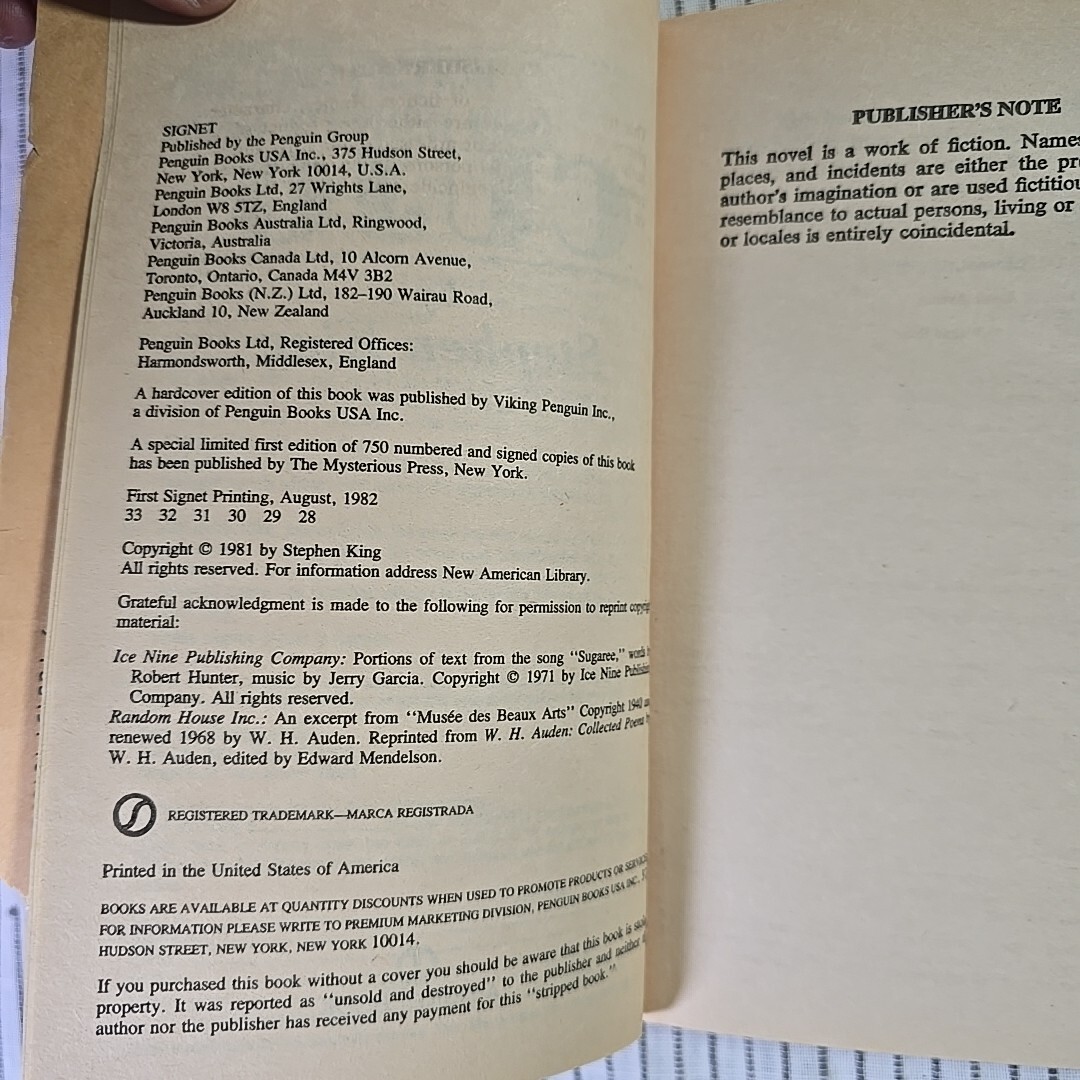 SIGNET
Published by the Penguin Group
Penguin Books USA Inc., 375 Hudson Street,
New York, New York 10014, U.S.A.
Penguin Books Ltd, 27 Wrights Lane,
London W8 5TZ, England
Penguin Books Australia Ltd, Ringwood,
Victoria, Australia
Penguin Books Canada Ltd, 10 Alcorn Avenue,
Toronto, Ontario, Canada M4V 3B2
Penguin Books (N.Z.) Ltd, 182–190 Wairau Road,
Auckland 10, New Zealand
Penguin Books Ltd, Registered Offices:
Harmondsworth, Middlesex, England
A hardcover edition of this book was published by Viking Penguin Inc.,
a division of Penguin Books USA Inc.
A special limited first edition of 750 numbered and signed copies of this book
has been published by The Mysterious Press, New York.
First Signet Printing, August, 1982
33 32 31 30 29 28
Copyright © 1981 by Stephen King
All rights reserved. For information address New American Library.
Grateful acknowledgment is made to the following for permission to reprint
material:
Ice Nine Publishing Company: Portions of text from the song “Sugaree,” words
Robert Hunter, music by Jerry Garcia. Copyright © 1971 by Ice Nine
Company. All rights reserved.
Random House Inc.: An excerpt from “Musée des Beaux Arts” Copyright 1940
renewed 1968 by W. H. Auden. Reprinted from W. H. Auden: Collected Poems
W. H. Auden, edited by Edward Mendelson.
REGISTERED TRADEMARK—MARCA REGISTRADA
Printed in the United States of America
BOOKS ARE AVAILABLE AT QUANTITY DISCOUNTS WHEN USED TO PROMOTE PRODUCTS OR
FOR INFORMATION PLEASE WRITE TO PREMIUM MARKETING DIVISION, PENGUIN BOOKS USA INC.
HUDSON STREET, NEW YORK, NEW YORK 10014.
If you purchased this book without a cover you should be aware that this book is
property. It was reported as “unsold and destroyed” to the publisher and neither
author nor the publisher has received any payment for this “stripped book.”
PUBLISHER’S NOTE
This novel is a work of fiction. Names
places, and incidents are either the pr
author’s imagination or are used fictitiou
resemblance to actual persons, living or
or locales is entirely coincidental.